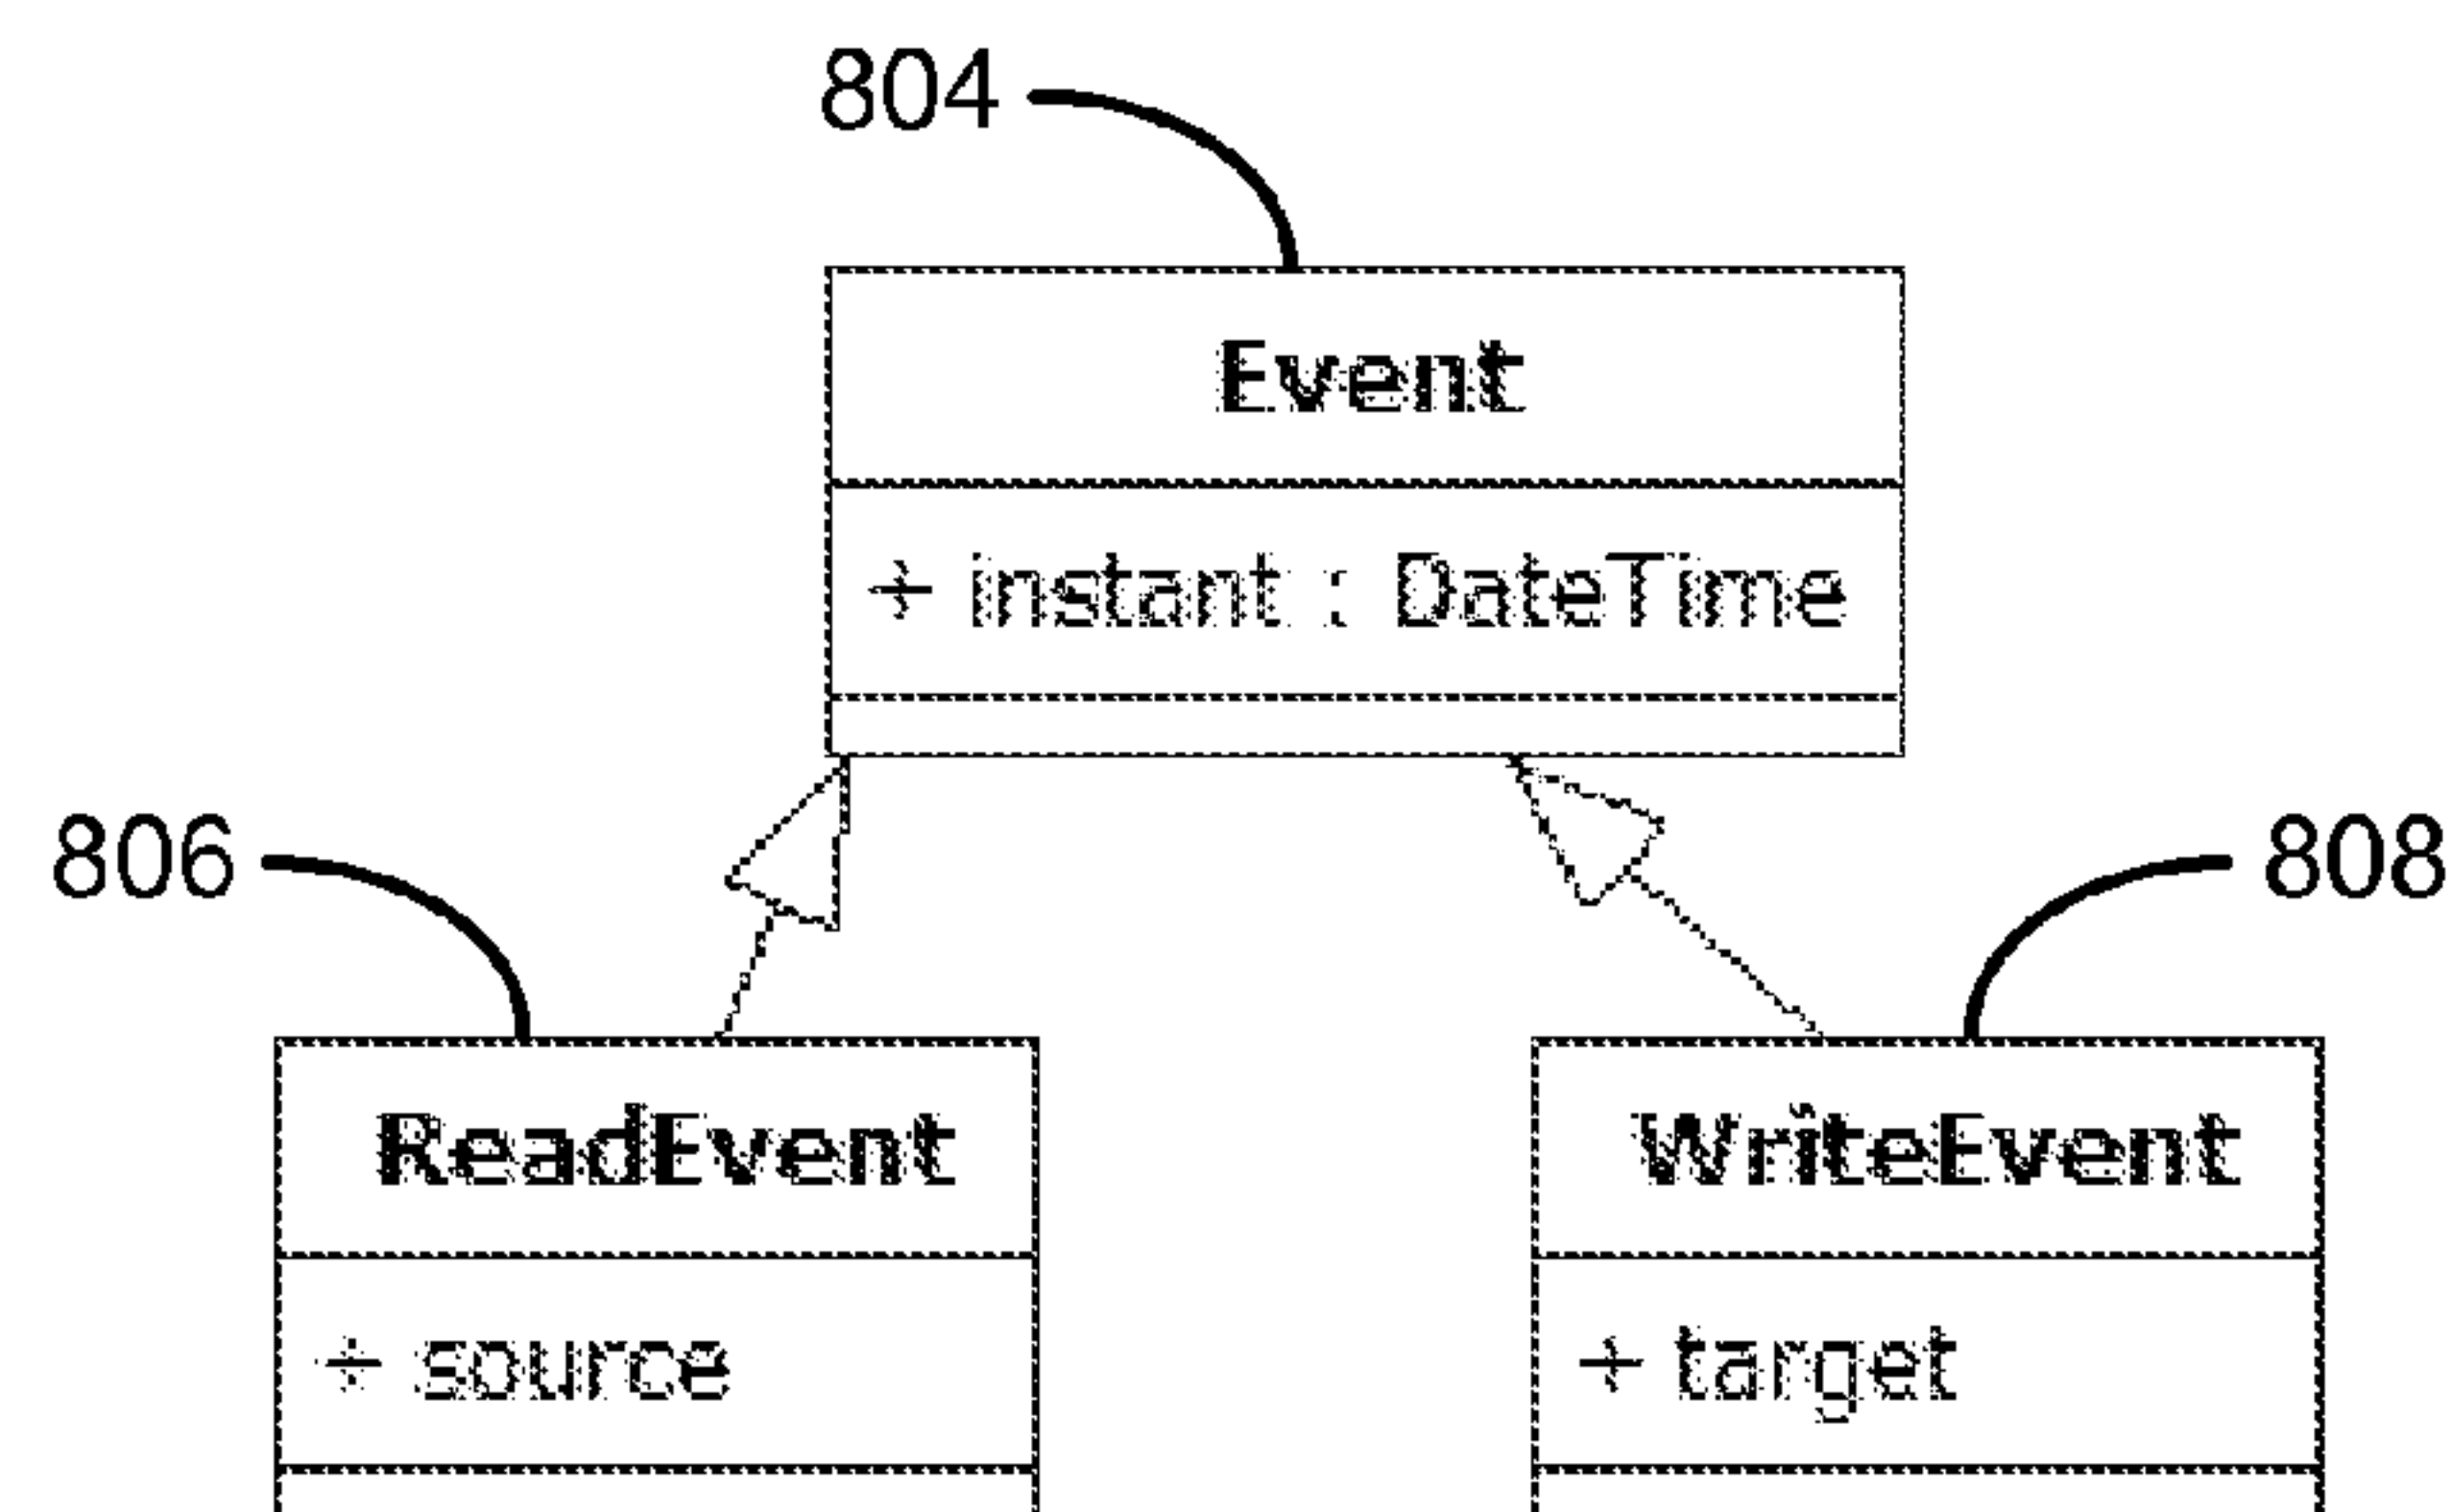 804
Event
+ instant : DateTime
806
808
ReadEvent
WriteEvent
+ source
+ target